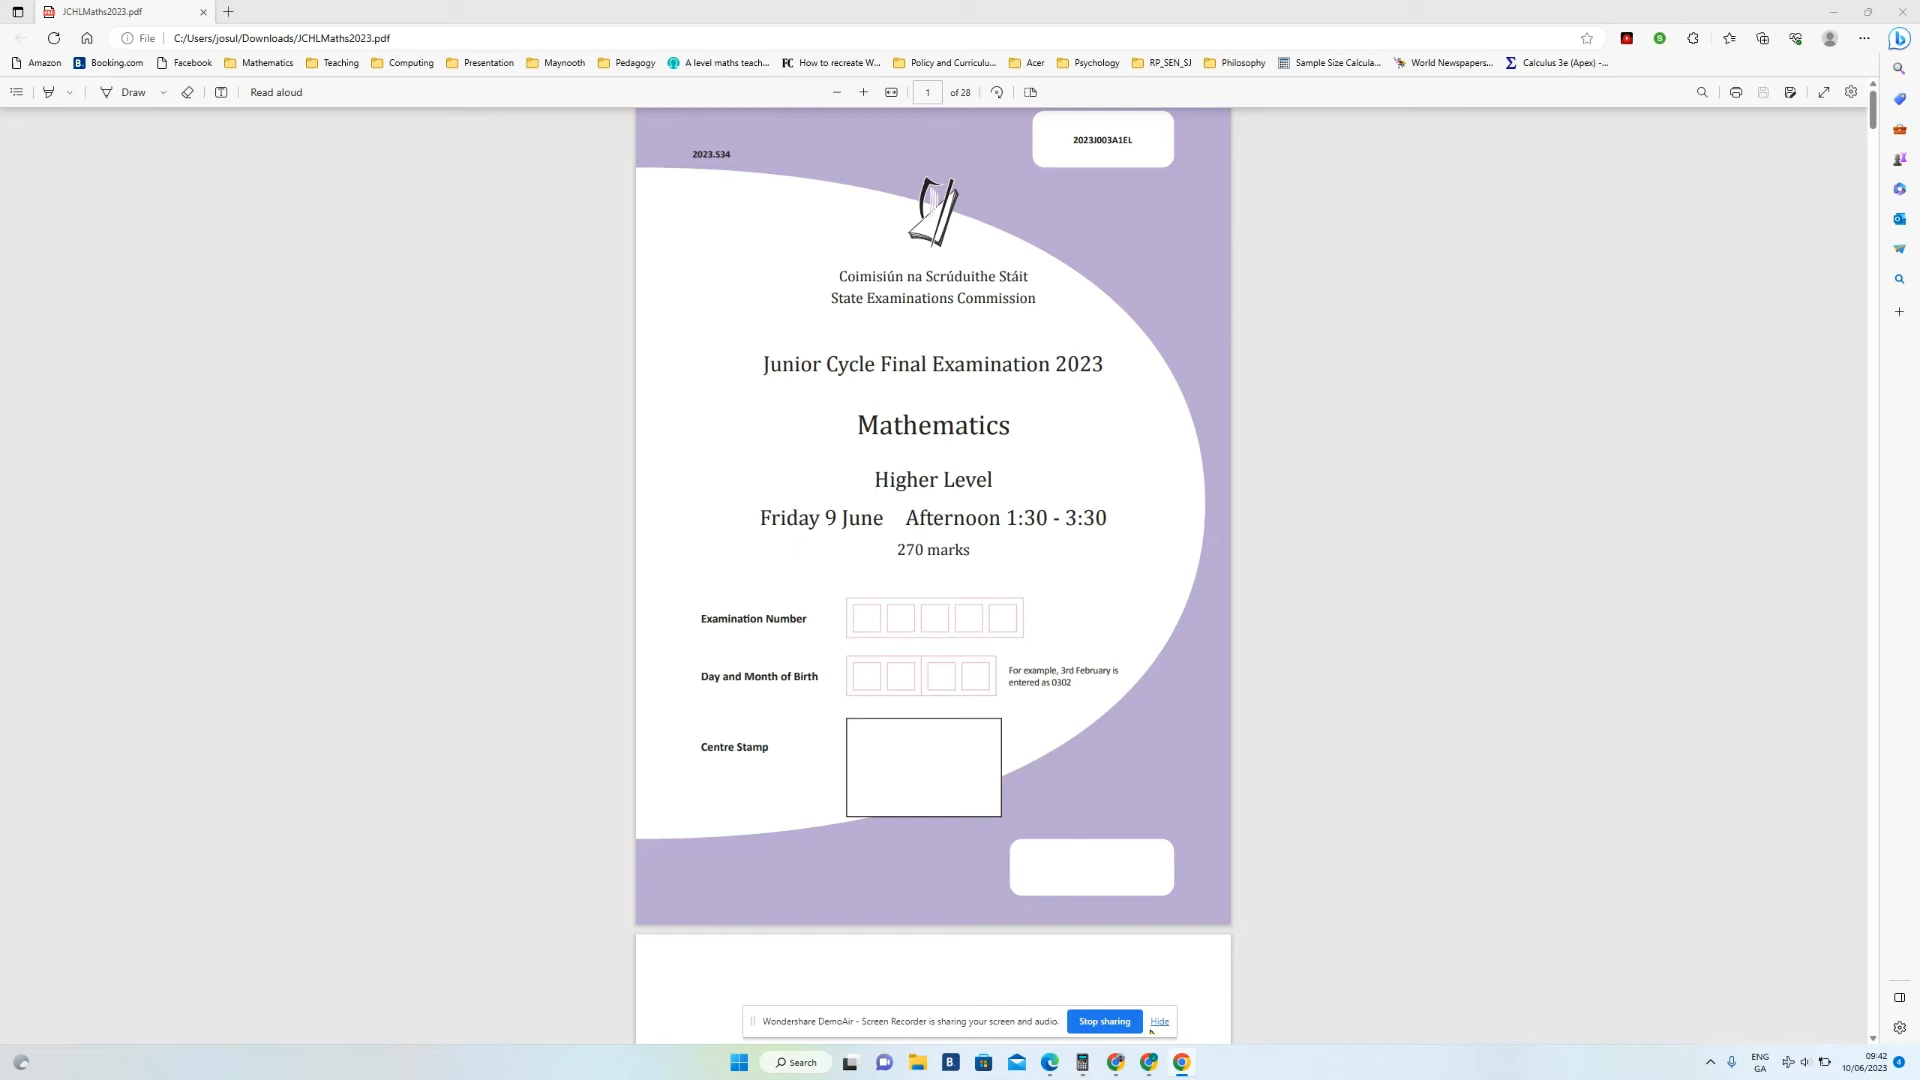 JCHLMaths2023.pdf
File
C:/Users/josul/Downloads/JCHLMaths2023.pdf
Amazon
Booking.com
Facebook
Mathematics
Teaching
Computing
Presentation
Maynooth
Pedagogy
A level maths teach...
How to recreate W...
Policy and Curriculu...
Acer
Psychology
RP_SEN_SJ
Philosophy
Sample Size Calcula...
World Newspapers...
Calculus 3e (Apex) -...
Draw
Read aloud
1 of 28
2023J003A1EL
2023.S34
Coimisiún na Scrúduithe Stáit
State Examinations Commission
Junior Cycle Final Examination 2023
Mathematics
Higher Level
Friday 9 June Afternoon 1:30 - 3:30
270 marks
Examination Number
Day and Month of Birth
For example, 3rd February is
entered as 0302
Centre Stamp
Wondershare DemoAir - Screen Recorder is sharing your screen and audio.
Stop sharing
Hide
Search
ENG
GA
09:42
10/06/2023
4